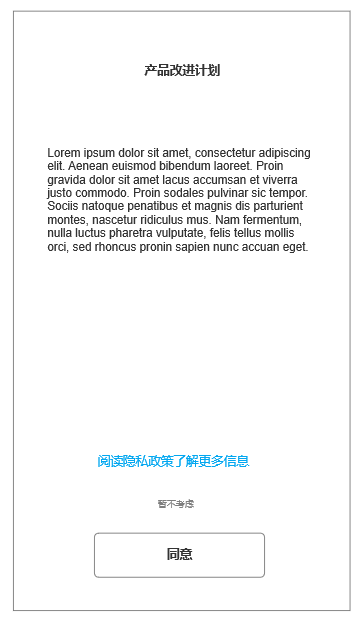 产品改进计划
Lorem ipsum dolor sit amet, consectetur adipiscing
elit. Aenean euismod bibendum laoreet. Proin
gravida dolor sit amet lacus accumsan et viverra
justo commodo. Proin sodales pulvinar sic tempor.
Sociis natoque penatibus et magnis dis parturient
montes, nascetur ridiculus mus. Nam fermentum,
nulla luctus pharetra vulputate, felis tellus mollis
orci, sed rhoncus pronin sapien nunc accuan eget.
阅读隐私政策了解更多信息
暂不考虑
同意